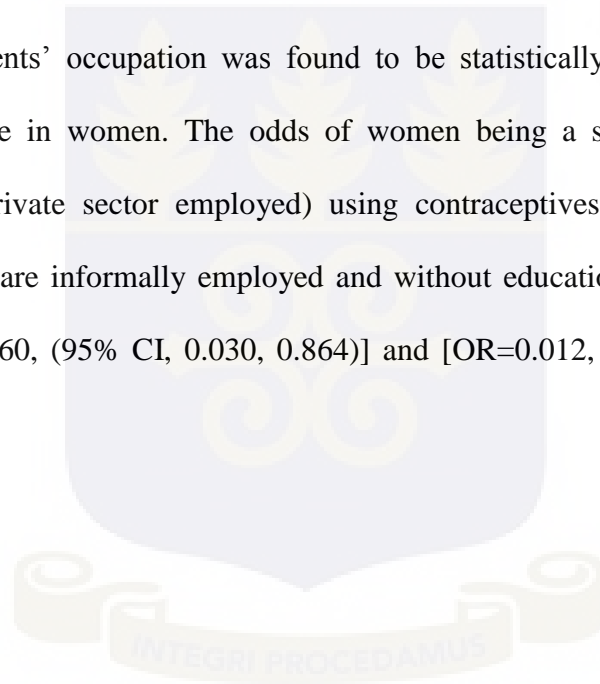 ents’ occupation was found to be statistically
e in women. The odds of women being a s
rivate sector employed) using contraceptives
are informally employed and without educatio
60, (95% CI, 0.030, 0.864)] and [OR=0.012,
INTEGRI PROCEDAMUS